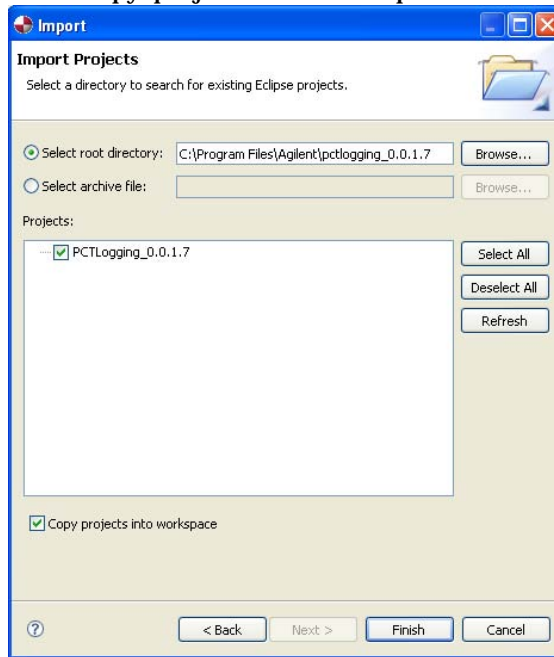 Import
Import Projects
Select a directory to search for existing Eclipse projects.
Select root directory: C:\Program Files\Agilent\pctlogging_0.0.1.7 Browse...
Select archive file: Browse...
Projects:
PCTLogging_0.0.1.7
Select All
Deselect All
Refresh
Copy projects into workspace
? < Back Next > Finish Cancel